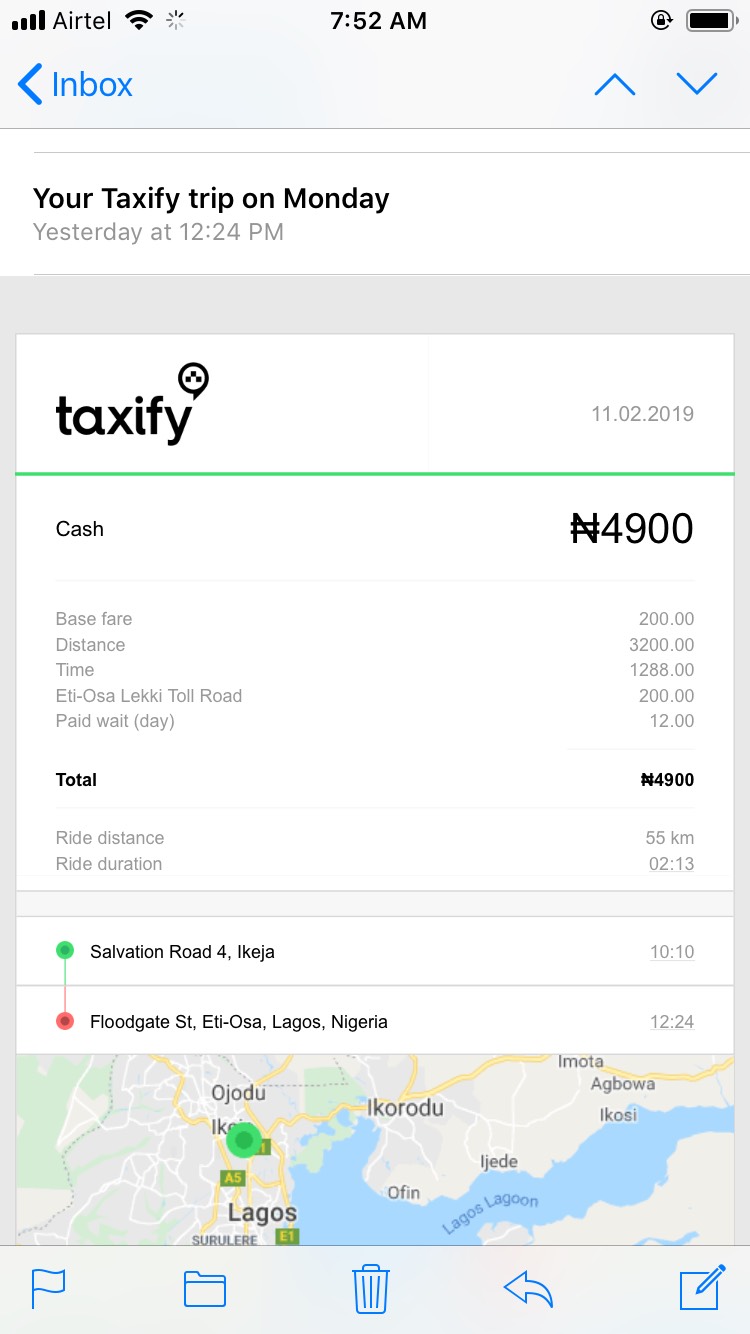 Airtel 7:52 AM
Inbox
Your Taxify trip on Monday
Yesterday at 12:24 PM
taxify
11.02.2019
Cash ₦4900
Base fare 200.00
Distance 3200.00
Time 1288.00
Eti-Osa Lekki Toll Road 200.00
Paid wait (day) 12.00
Total ₦4900
Ride distance 55 km
Ride duration 02:13
Salvation Road 4, Ikeja 10:10
Floodgate St, Eti-Osa, Lagos, Nigeria 12:24
Imota
Ojodu
Agbowa
Ikorodu
Ikosi
Ijede
A5
Ofin
Lagos Lagoon
Lagos
SURULERE
E1